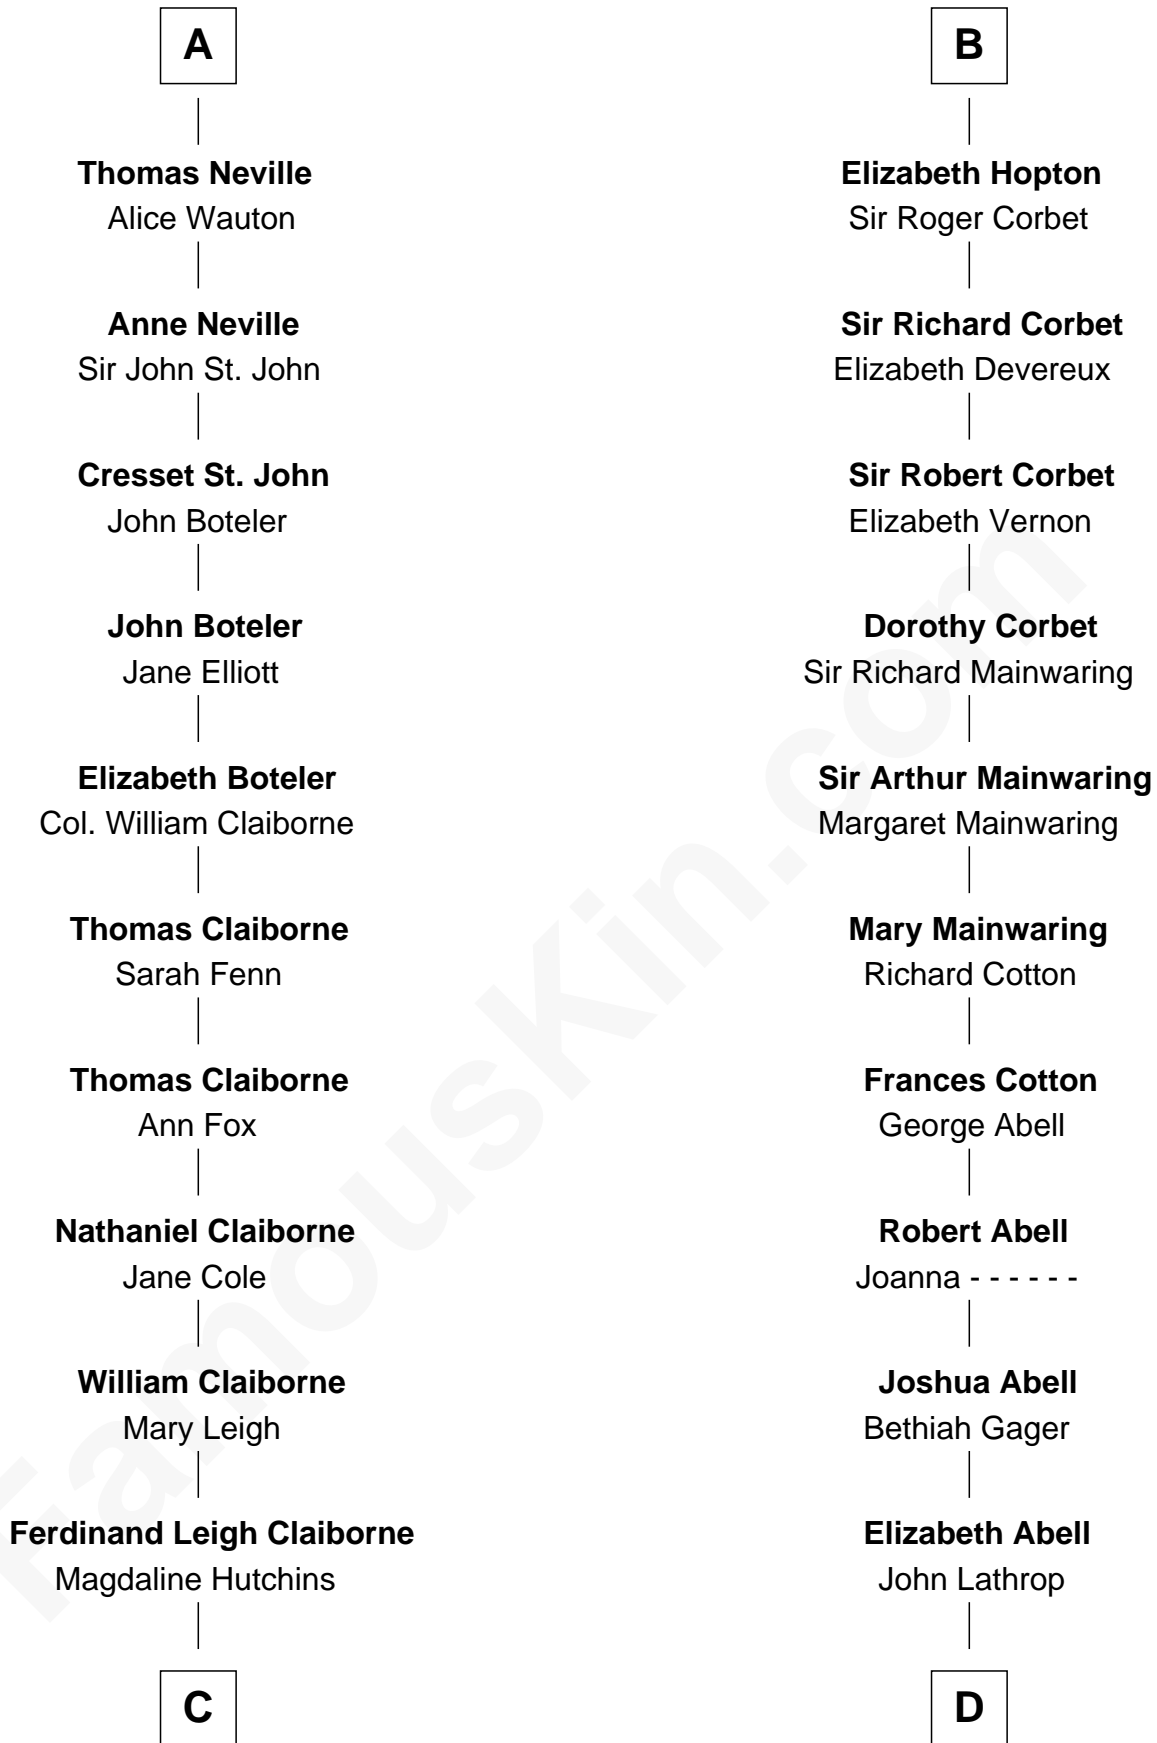 A
Thomas Neville
Alice Wauton
Anne Neville
Sir John St. John
Cresset St. John
John Boteler
John Boteler
Jane Elliott
Elizabeth Boteler
Col. William Claiborne
Thomas Claiborne
Sarah Fenn
Thomas Claiborne
Ann Fox
Nathaniel Claiborne
Jane Cole
William Claiborne
Mary Leigh
Ferdinand Leigh Claiborne
Magdaline Hutchins
C
B
Elizabeth Hopton
Sir Roger Corbet
Sir Richard Corbet
Elizabeth Devereux
Sir Robert Corbet
Elizabeth Vernon
Dorothy Corbet
Sir Richard Mainwaring
Sir Arthur Mainwaring
Margaret Mainwaring
Mary Mainwaring
Richard Cotton
Frances Cotton
George Abell
Robert Abell
Joanna - - - - - -
Joshua Abell
Bethiah Gager
Elizabeth Abell
John Lathrop
D
FamousKin.com